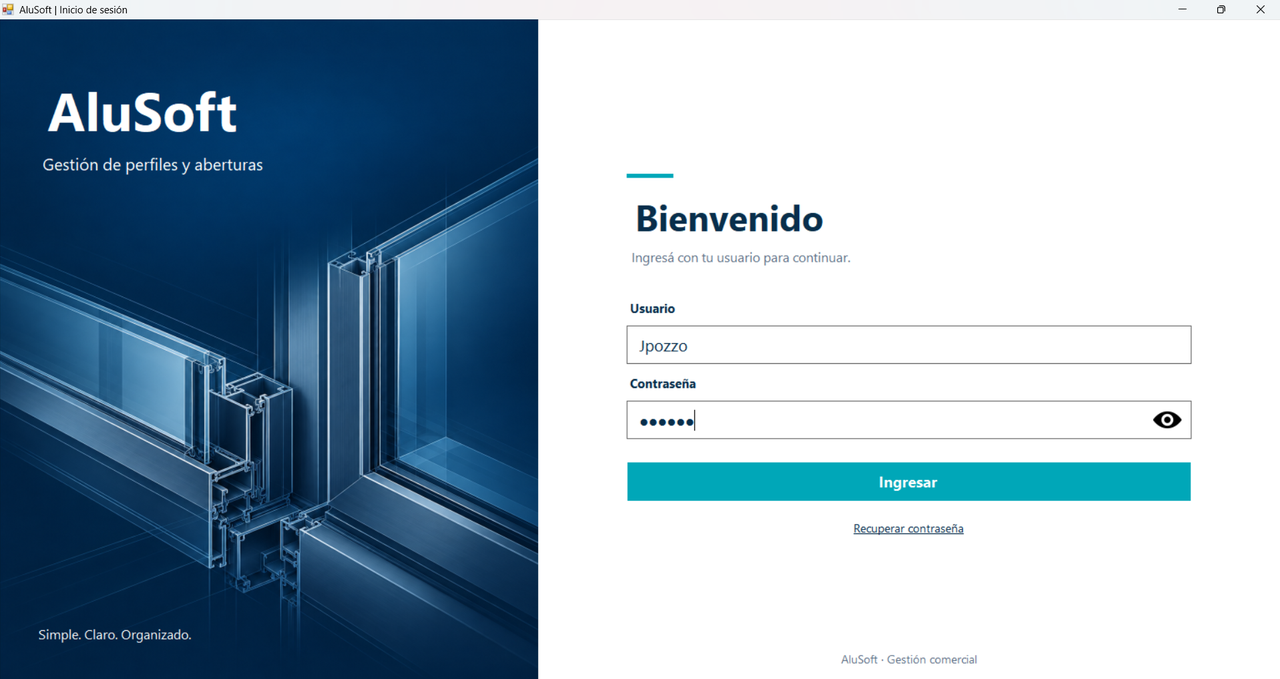 AluSoft | Inicio de sesión
AluSoft
Gestión de perfiles y aberturas
Simple. Claro. Organizado.
Bienvenido
Ingresá con tu usuario para continuar.
Usuario
Jpozzo
Contraseña
●●●●●●
Ingresar
Recuperar contraseña
AluSoft · Gestión comercial